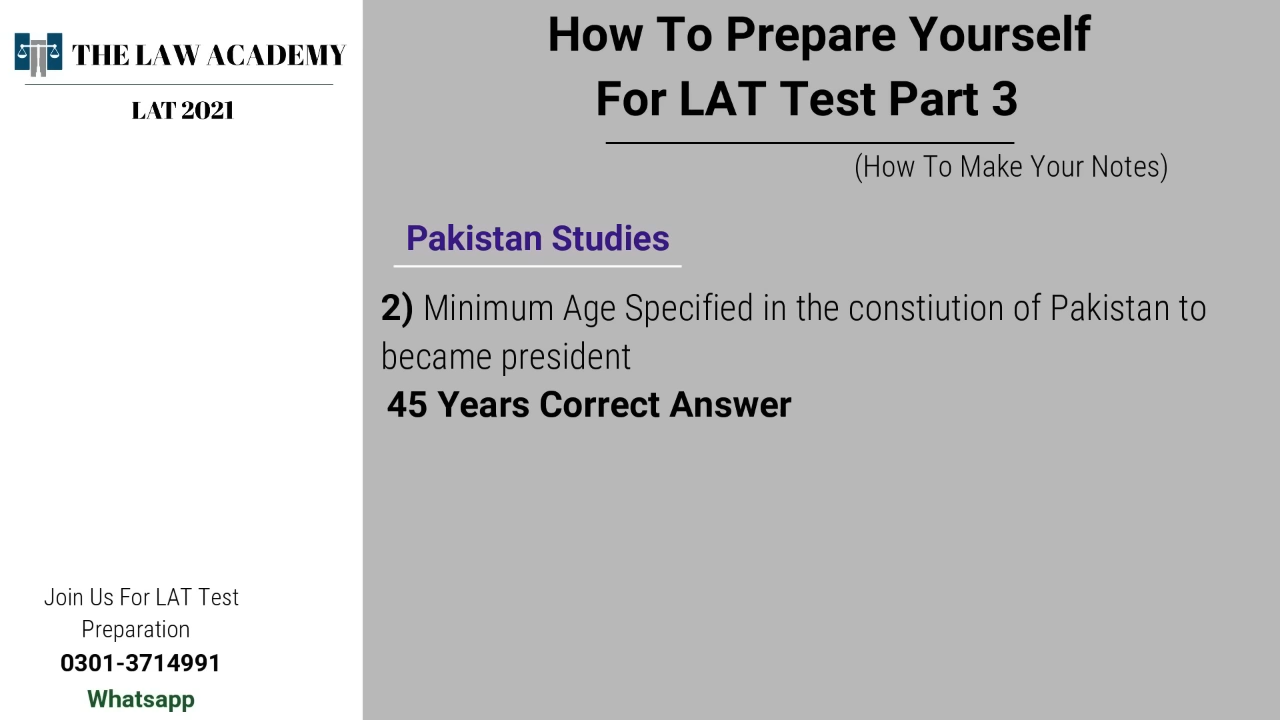 THE LAW ACADEMY
LAT 2021
How To Prepare Yourself
For LAT Test Part 3
(How To Make Your Notes)
Pakistan Studies
2) Minimum Age Specified in the constiution of Pakistan to
became president
45 Years Correct Answer
Join Us For LAT Test
Preparation
0301-3714991
Whatsapp